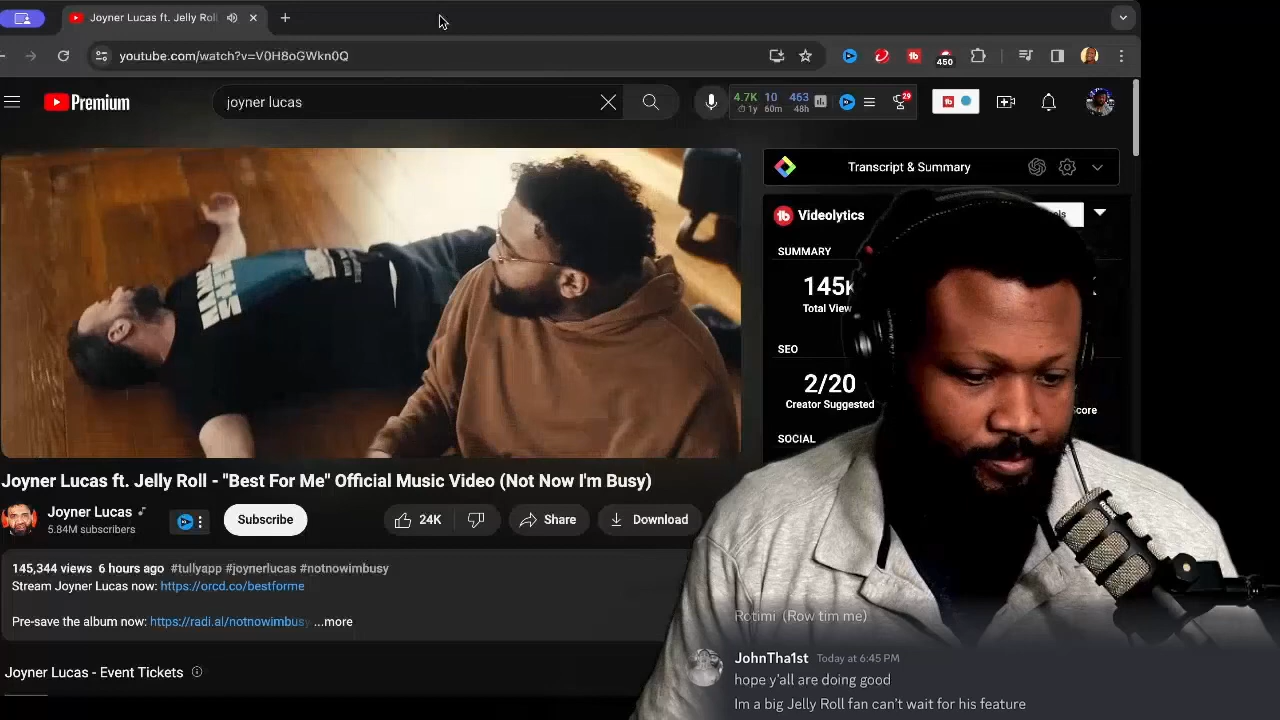 Joyner Lucas ft. Jelly Roll
youtube.com/watch?v=V0H8oGWkn0Q
450
Premium
joyner lucas
4.7K 10 463
1y 60m 48h
29
Transcript & Summary
Videolytics
SUMMARY
145K
Total View
SEO
2/20
Creator Suggested
SOCIAL
Joyner Lucas ft. Jelly Roll - "Best For Me" Official Music Video (Not Now I'm Busy)
Joyner Lucas
5.84M subscribers
Subscribe
24K
Share
Download
145,344 views 6 hours ago #tullyapp #joynerlucas #notnowimbusy
Stream Joyner Lucas now: https://orcd.co/bestforme
Pre-save the album now: https://radi.al/notnowimbusy ...more
Joyner Lucas - Event Tickets
Rotimi (Row tim me)
JohnTha1st Today at 6:45 PM
hope y'all are doing good
Im a big Jelly Roll fan can't wait for his feature